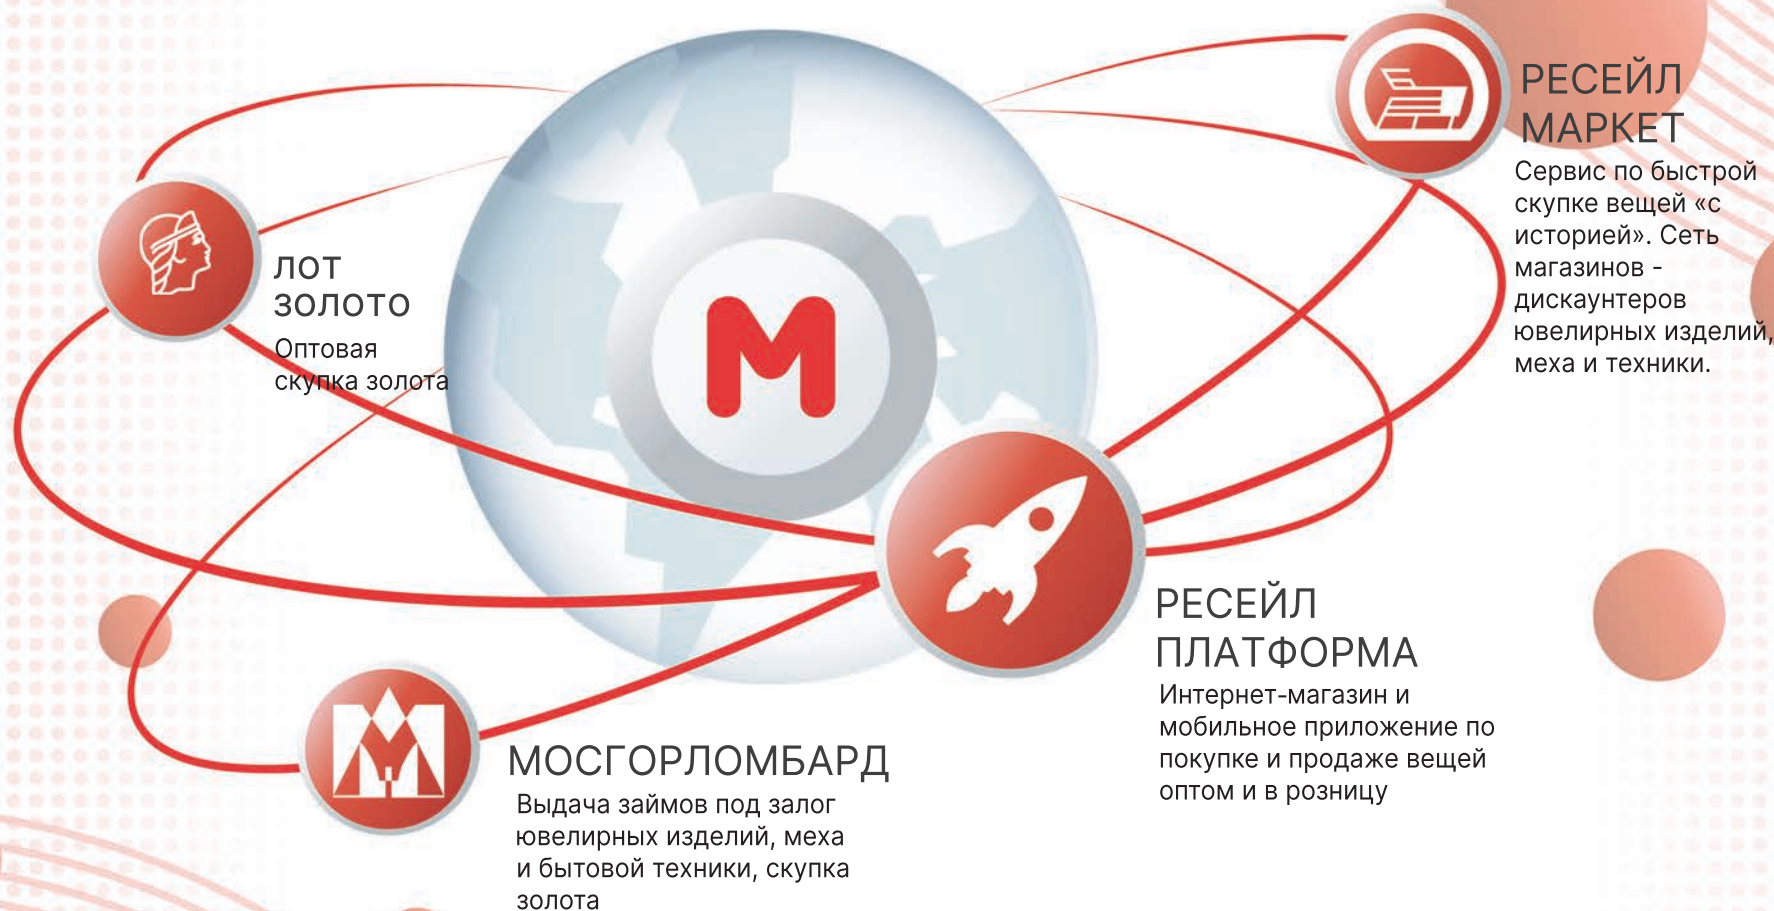 РЕСЕЙЛ
МАРКЕТ
Сервис по быстрой
скупке вещей «с
историей». Сеть
магазинов -
дискаунтеров
ювелирных изделий,
меха и техники.
ЛОТ
ЗОЛОТО
Оптовая
скупка золота
М
РЕСЕЙЛ
ПЛАТФОРМА
Интернет-магазин и
мобильное приложение по
покупке и продаже вещей
оптом и в розницу
МОСГОРЛОМБАРД
Выдача займов под залог
ювелирных изделий, меха
и бытовой техники, скупка
золота